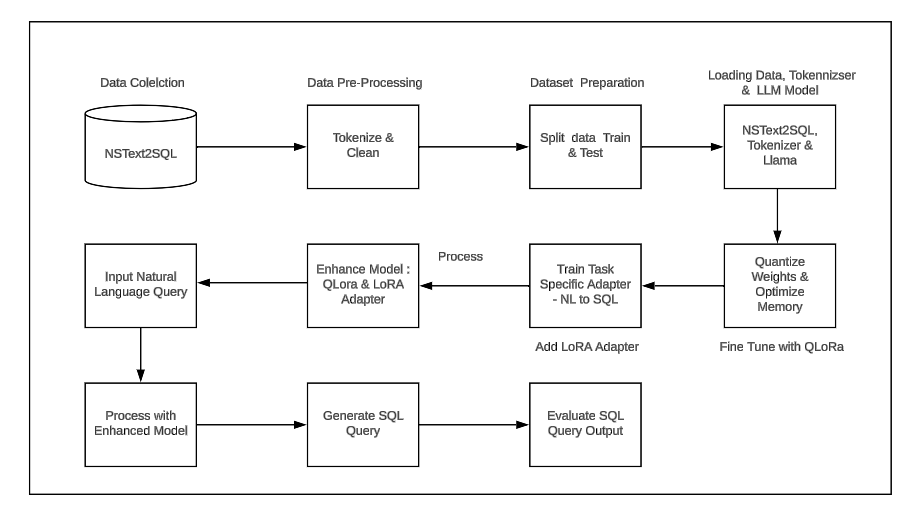 Data Colelction
Data Pre-Processing
Dataset Preparation
Loading Data, Tokennizser
& LLM Model
NSText2SQL
Tokenize &
Clean
Split data Train
& Test
NSText2SQL,
Tokenizer &
Llama
Input Natural
Language Query
Enhance Model :
QLora & LoRA
Adapter
Process
Train Task
Specific Adapter
- NL to SQL
Quantize
Weights &
Optimize
Memory
Add LoRA Adapter
Fine Tune with QLoRa
Process with
Enhanced Model
Generate SQL
Query
Evaluate SQL
Query Output